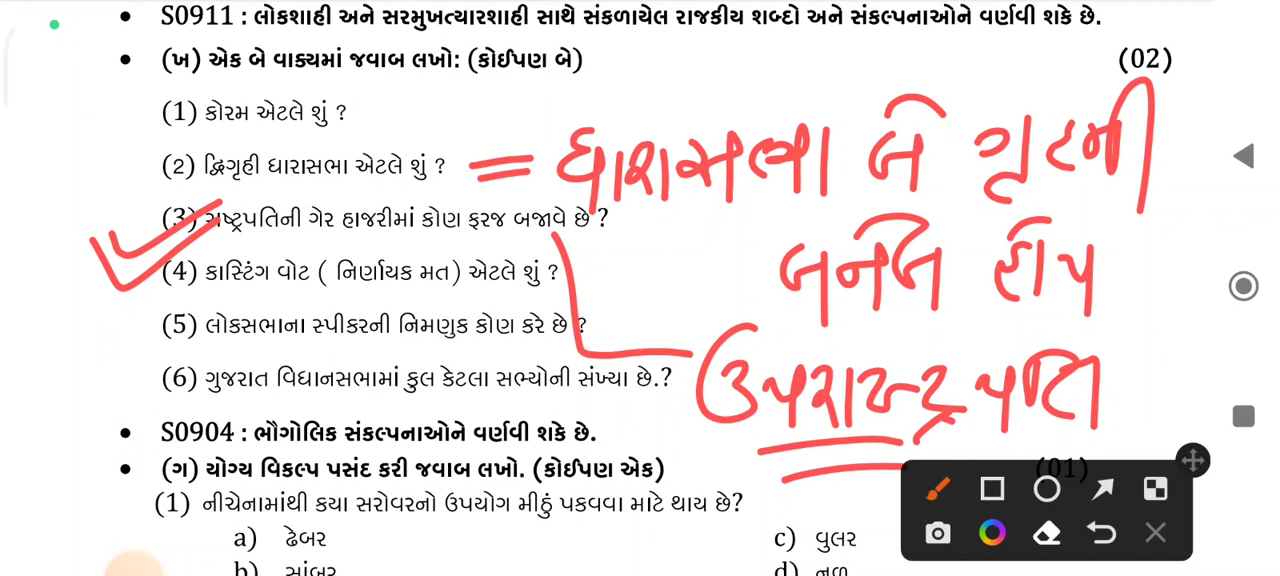 • S0911 : લોકશાહી અને સરમુખત્યારશાહી સાથે સંકળાયેલ રાજકીય શબ્દો અને સંકલ્પનાઓને વર્ણવી શકે છે.
• (ખ) એક બે વાક્યમાં જવાબ લખો: (કોઈપણ બે) (02)
(1) કોરમ એટલે શું ?
(2) દ્વિગૃહી ધારાસભા એટલે શું ? = ધારાસભા બે ગૃહની
બનેલી હોય
(3) રાષ્ટ્રપતિની ગેર હાજરીમાં કોણ ફરજ બજાવે છે ?
(4) કાસ્ટિંગ વોટ ( નિર્ણાયક મત) એટલે શું ?
(5) લોકસભાના સ્પીકરની નિમણુક કોણ કરે છે ?
ઉપરાષ્ટ્રપતિ
(6) ગુજરાત વિધાનસભામાં કુલ કેટલા સભ્યોની સંખ્યા છે.?
• S0904 : ભૌગોલિક સંકલ્પનાઓને વર્ણવી શકે છે.
• (ગ) યોગ્ય વિકલ્પ પસંદ કરી જવાબ લખો. (કોઈપણ એક) (01)
(1) નીચેનામાંથી કયા સરોવરનો ઉપયોગ મીઠું પકવવા માટે થાય છે?
a) ઢેબર c) વુલર
b) સાંબર d) નળ